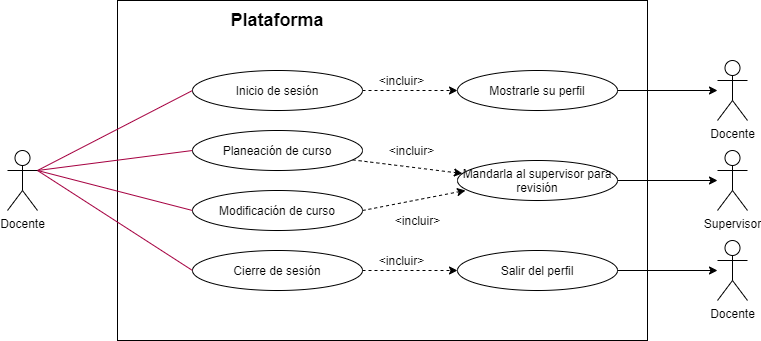 Plataforma
Inicio de sesión
<incluir>
Mostrarle su perfil
Docente
Planeación de curso
<incluir>
Mandarla al supervisor para
revisión
Supervisor
Docente
Modificación de curso
<incluir>
Cierre de sesión
<incluir>
Salir del perfil
Docente